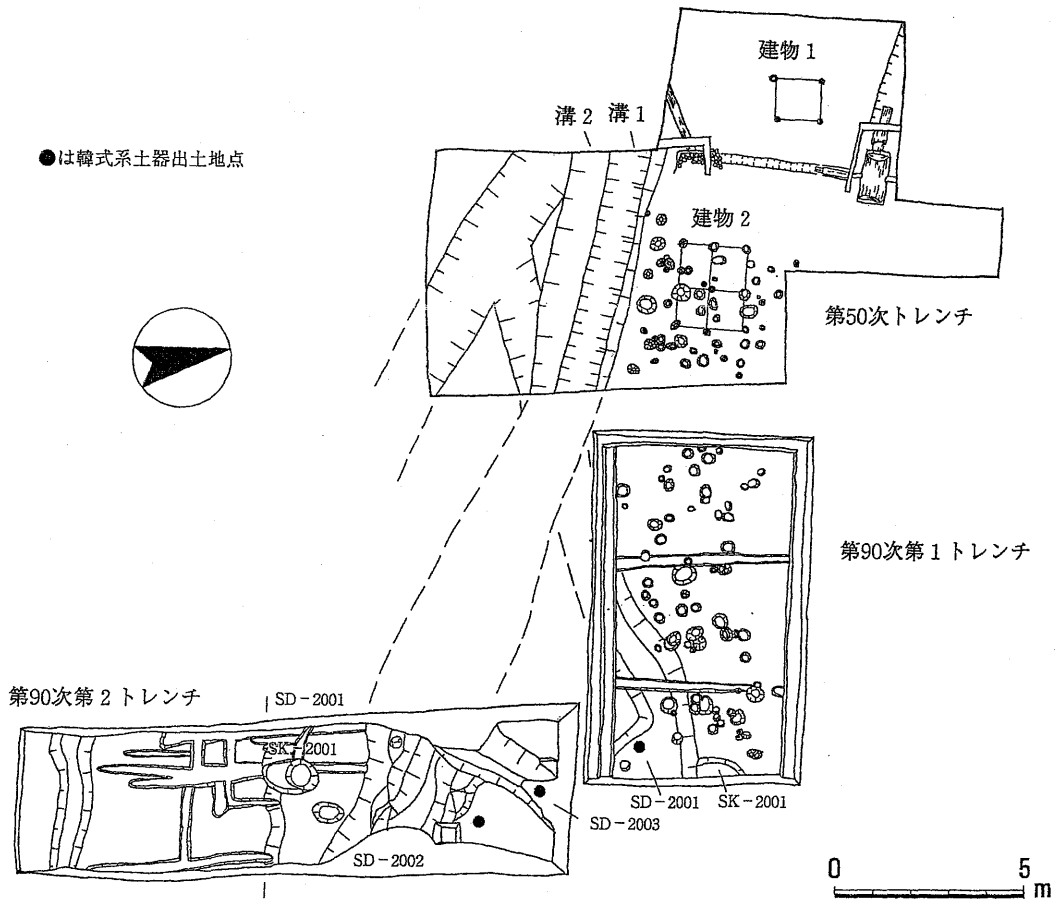 建物1
溝2 溝1
●は韓式系土器出土地点
建物2
第50次トレンチ
第90次第1トレンチ
第90次第2トレンチ
SD-2001
SK-2001
SD-2001
SK-2001
SD-2003
SD-2002
0 5
m